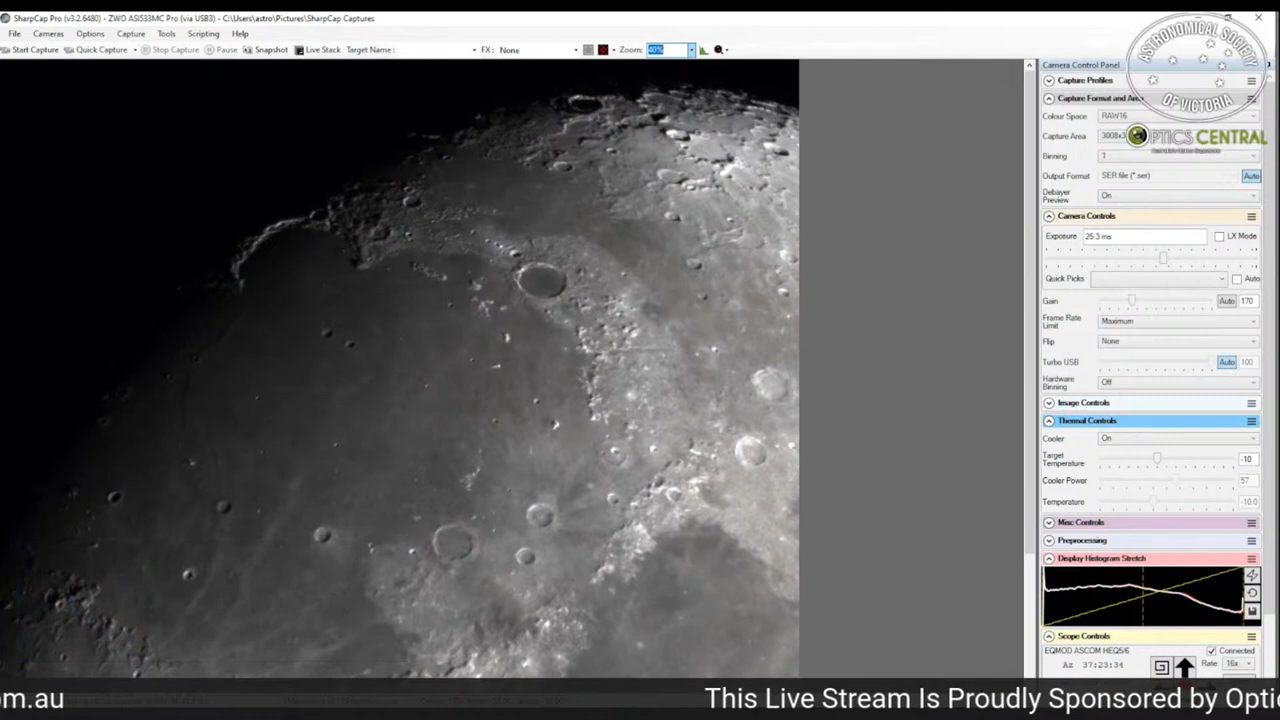 SharpCap Pro (v3.2.6480) - ZWO ASI533MC Pro (via USB3) - C:\Users\astro\Pictures\SharpCap Captures
File Cameras Options Capture Tools Scripting Help
Start Capture Quick Capture Stop Capture Pause Snapshot Live Stack Target Name: FX: None Zoom: 40%
ASTRONOMICAL SOCIETY
OF VICTORIA
OPTICS CENTRAL
Camera Control Panel
Capture Profiles
Capture Format and Area
Colour Space RAW16
Capture Area
Binning 1
Output Format SER file (*.ser) Auto
Debayer Preview On
Camera Controls
Exposure 25.3 ms LX Mode
Quick Picks Auto
Gain Auto 170
Frame Rate Limit Maximum
Flip None
Turbo USB Auto 100
Hardware Binning Off
Image Controls
Thermal Controls
Cooler On
Target Temperature -10
Cooler Power 57
Temperature -10.0
Misc Controls
Preprocessing
Display Histogram Stretch
Scope Controls
EQMOD ASCOM HEQ5/6 Connected
Az 37:23:34 Rate 16x
om.au This Live Stream Is Proudly Sponsored by Opti